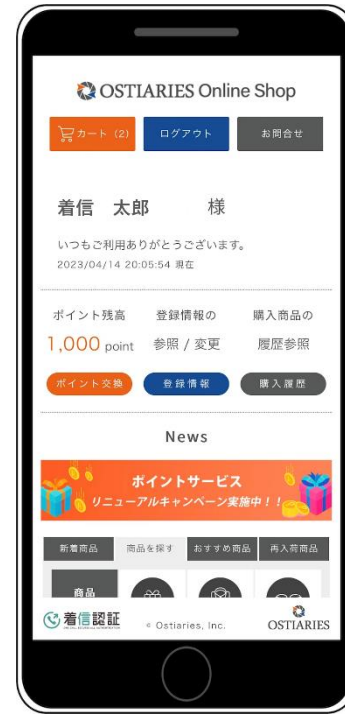 OSTIARIES Online Shop
カート (2)
ログアウト
お問合せ
着信 太郎 様
いつもご利用ありがとうございます。
2023/04/14 20:05:54 現在
ポイント残高 登録情報の 購入商品の
1,000 point 参照 / 変更 履歴参照
ポイント交換 登録情報 購入履歴
News
ポイントサービス
リニューアルキャンペーン実施中!!
新着商品 商品を探す おすすめ商品 再入荷商品
商品
着信認証 © Ostiaries, Inc. OSTIARIES